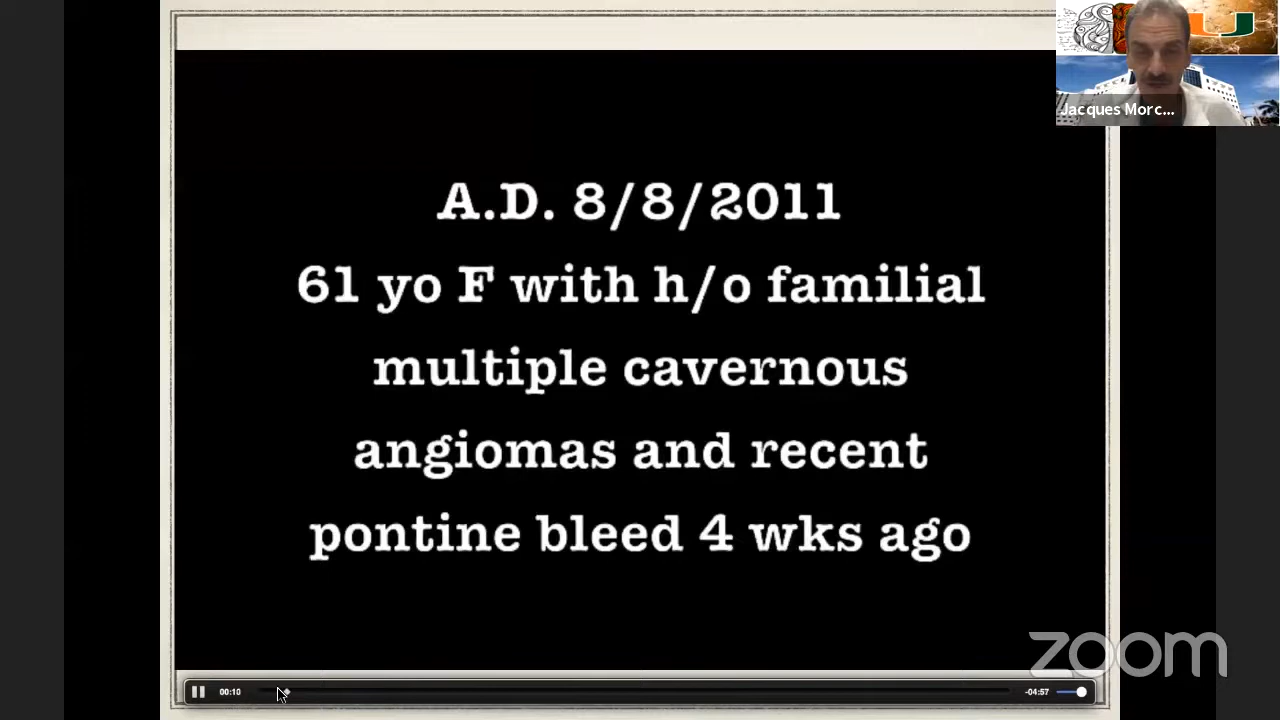 A.D. 8/8/2011
61 yo F with h/o familial
multiple cavernous
angiomas and recent
pontine bleed 4 wks ago
Jacques Morc...
U
zoom
00:10
-04:57